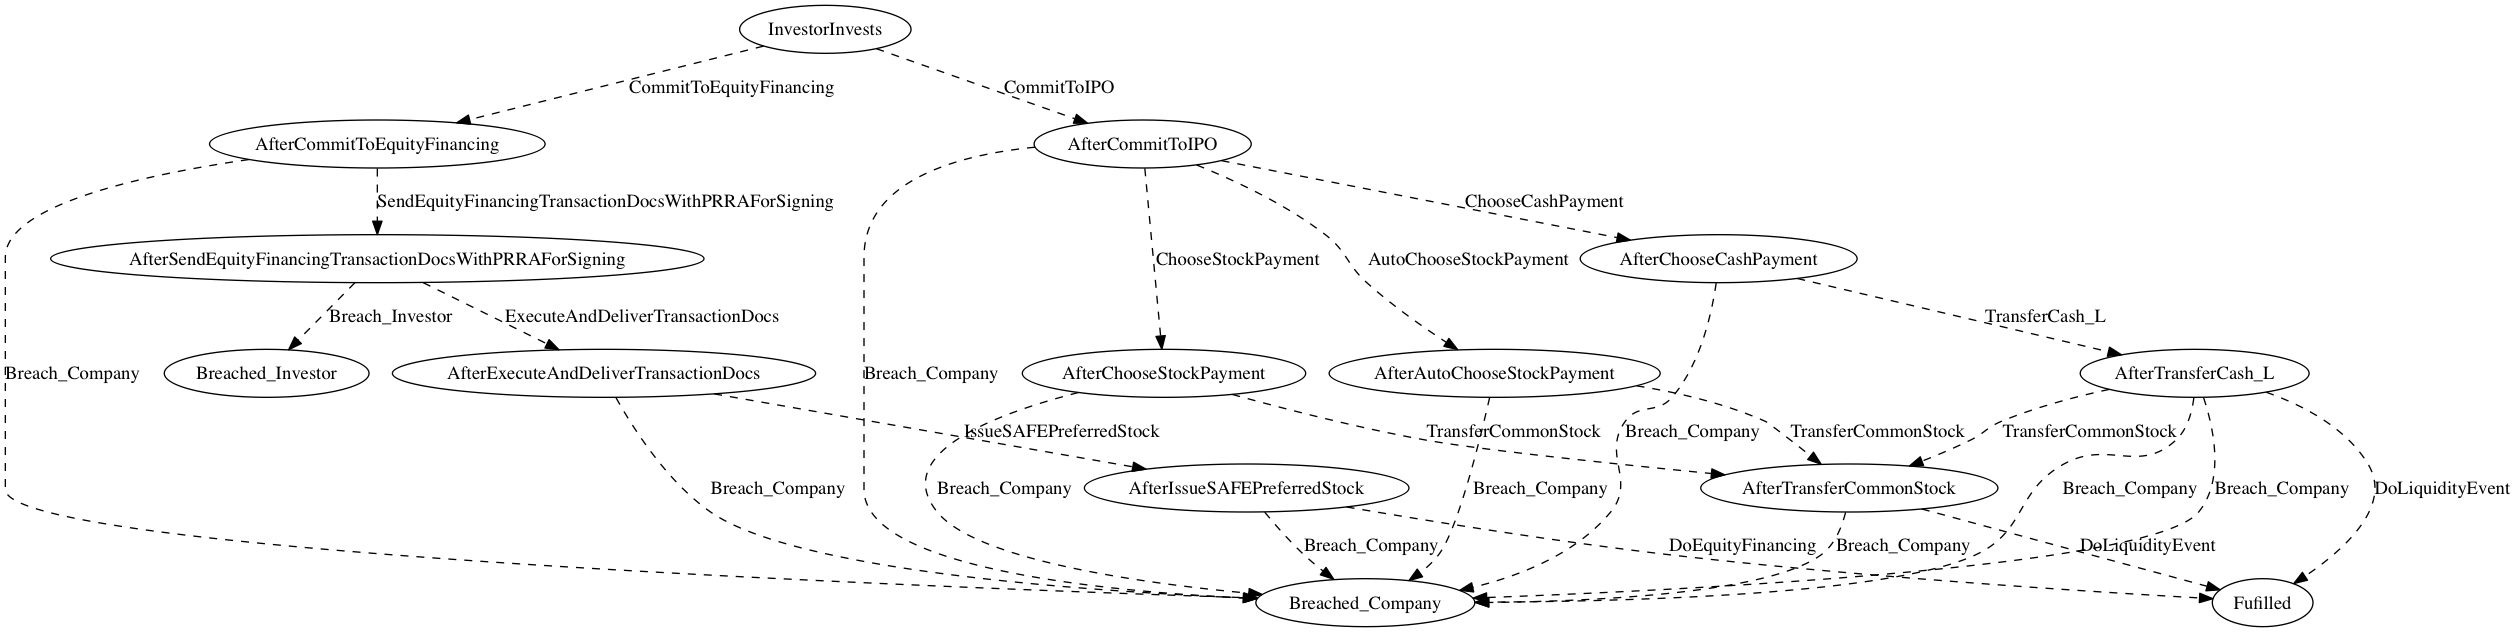 InvestorInvests
CommitToEquityFinancing
CommitToIPO
AfterCommitToEquityFinancing
AfterCommitToIPO
SendEquityFinancingTransactionDocsWithPRRAForSigning
ChooseCashPayment
AfterSendEquityFinancingTransactionDocsWithPRRAForSigning
ChooseStockPayment
AutoChooseStockPayment
AfterChooseCashPayment
Breach_Investor
ExecuteAndDeliverTransactionDocs
TransferCash_L
Breach_Company
Breached_Investor
AfterExecuteAndDeliverTransactionDocs
Breach_Company
AfterChooseStockPayment
AfterAutoChooseStockPayment
AfterTransferCash_L
IssueSAFEPreferredStock
TransferCommonStock
Breach_Company
TransferCommonStock
TransferCommonStock
Breach_Company
Breach_Company
AfterIssueSAFEPreferredStock
Breach_Company
AfterTransferCommonStock
Breach_Company
Breach_Company
DoLiquidityEvent
Breach_Company
DoEquityFinancing
Breach_Company
DoLiquidityEvent
Breached_Company
Fufilled